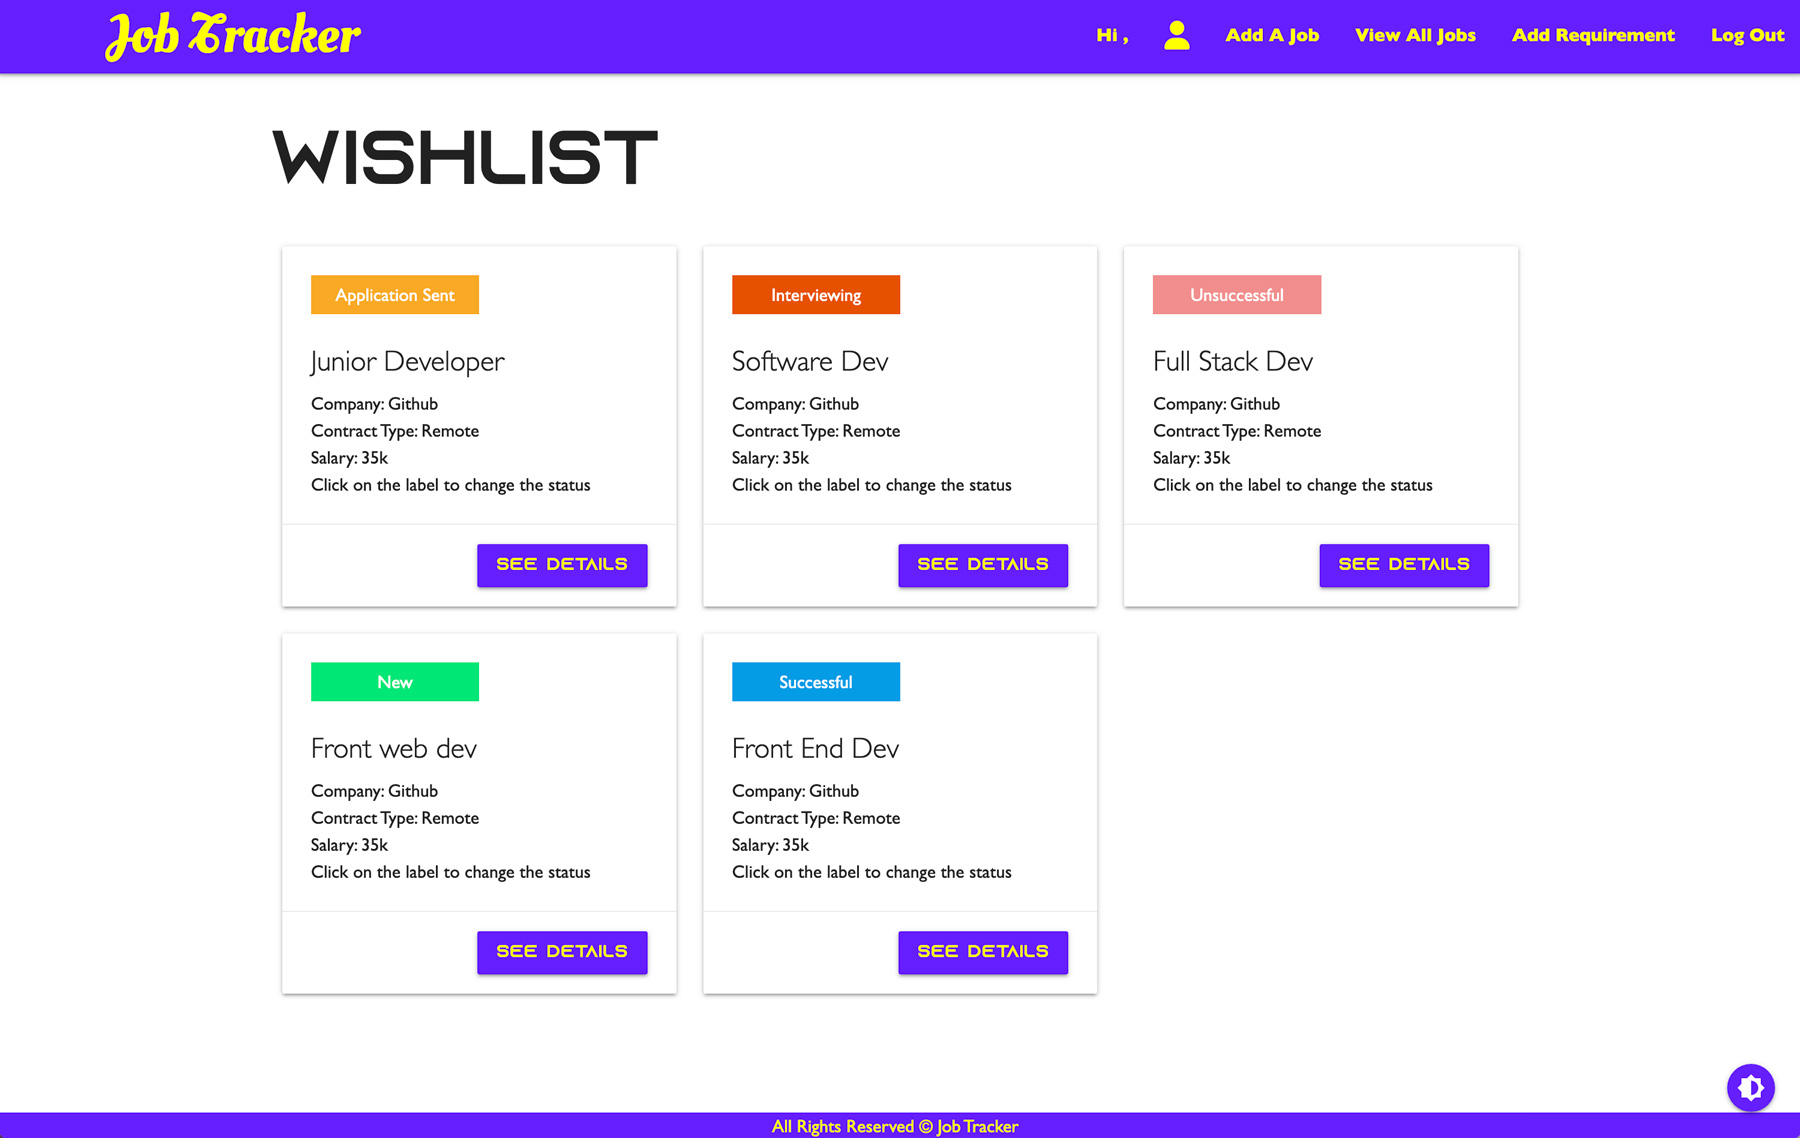 Job Tracker
Hi ,
Add A Job
View All Jobs
Add Requirement
Log Out
WISHLIST
Application Sent
Junior Developer
Company: Github
Contract Type: Remote
Salary: 35k
Click on the label to change the status
SEE DETAILS
Interviewing
Software Dev
Company: Github
Contract Type: Remote
Salary: 35k
Click on the label to change the status
SEE DETAILS
Unsuccessful
Full Stack Dev
Company: Github
Contract Type: Remote
Salary: 35k
Click on the label to change the status
SEE DETAILS
New
Front web dev
Company: Github
Contract Type: Remote
Salary: 35k
Click on the label to change the status
SEE DETAILS
Successful
Front End Dev
Company: Github
Contract Type: Remote
Salary: 35k
Click on the label to change the status
SEE DETAILS
All Rights Reserved © Job Tracker